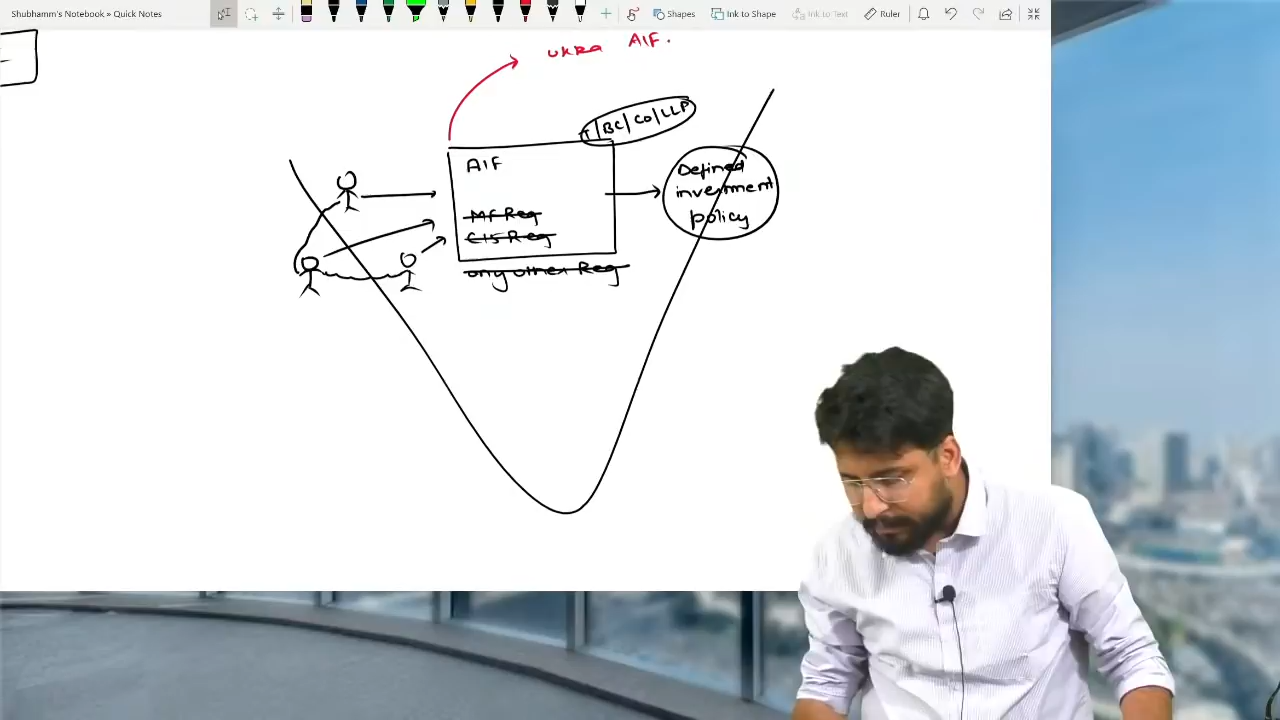 Shubhamm's Notebook » Quick Notes
Shapes
Ink to Shape
Ink to Text
Ruler
AIF.
T/BC/CO/LLP
AIF
MF Reg
CIS Reg
any other Reg
Defined
investment
policy